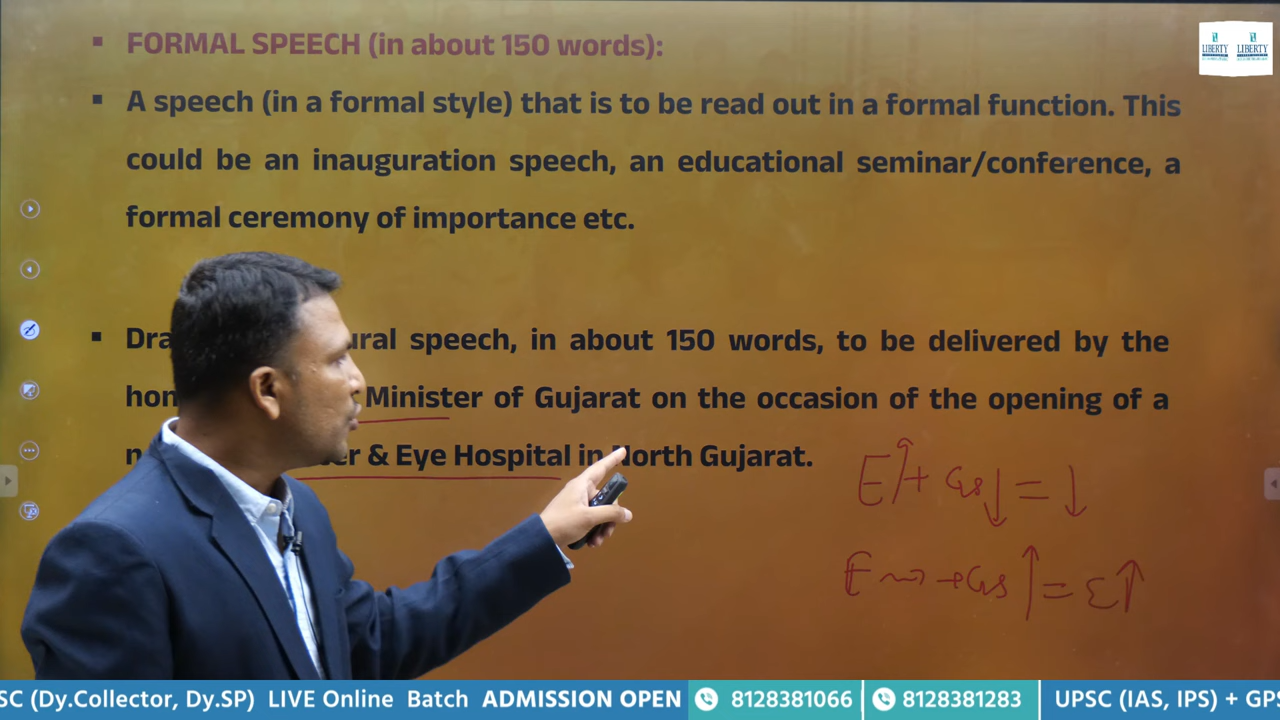 FORMAL SPEECH (in about 150 words):
LIBERTY LIBERTY
A speech (in a formal style) that is to be read out in a formal function. This
could be an inauguration speech, an educational seminar/conference, a
formal ceremony of importance etc.
Dra ural speech, in about 150 words, to be delivered by the
hon Minister of Gujarat on the occasion of the opening of a
n er & Eye Hospital in North Gujarat.
E↑ + Gs↓ = ↓
E → + Gs ↑ = E↑
SC (Dy.Collector, Dy.SP) LIVE Online Batch ADMISSION OPEN 8128381066 8128381283 UPSC (IAS, IPS) + GPS